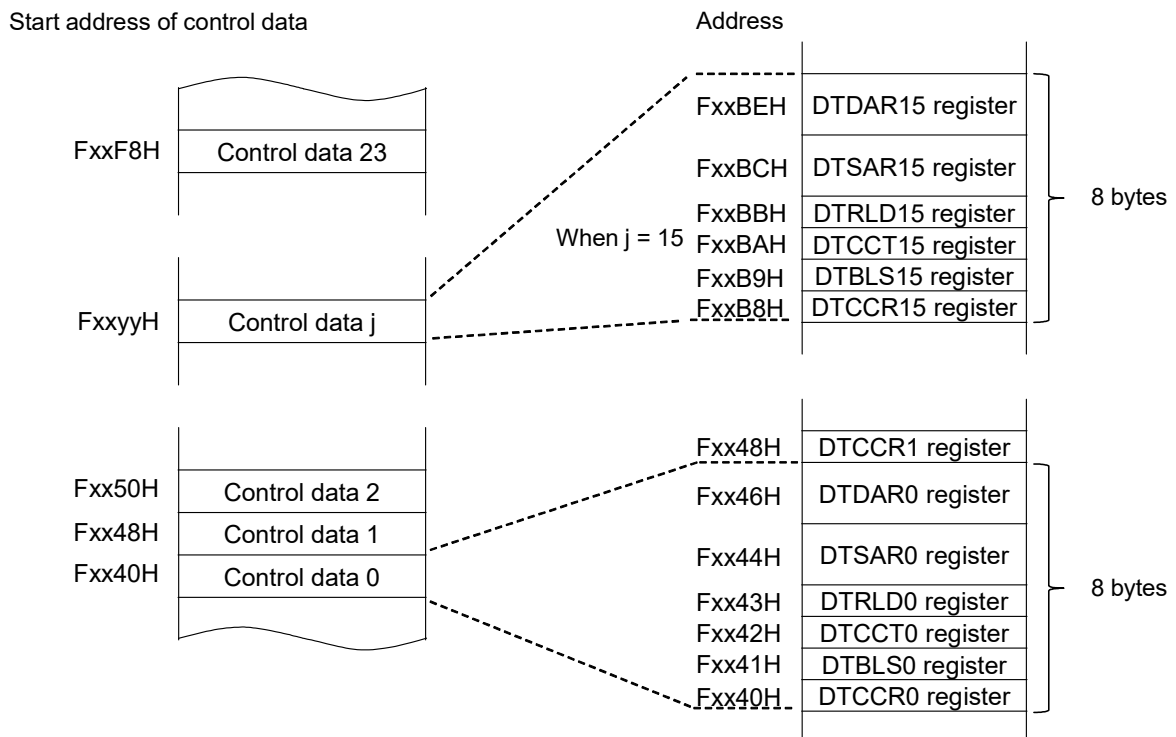 Start address of control data
FxxF8H Control data 23
FxxyyH Control data j
Fxx50H Control data 2
Fxx48H Control data 1
Fxx40H Control data 0
Address
FxxBEH DTDAR15 register
FxxBCH DTSAR15 register
FxxBBH DTRLD15 register
When j = 15 FxxBAH DTCCT15 register
FxxB9H DTBLS15 register
FxxB8H DTCCR15 register
8 bytes
Fxx48H DTCCR1 register
Fxx46H DTDAR0 register
Fxx44H DTSAR0 register
Fxx43H DTRLD0 register
Fxx42H DTCCT0 register
Fxx41H DTBLS0 register
Fxx40H DTCCR0 register
8 bytes